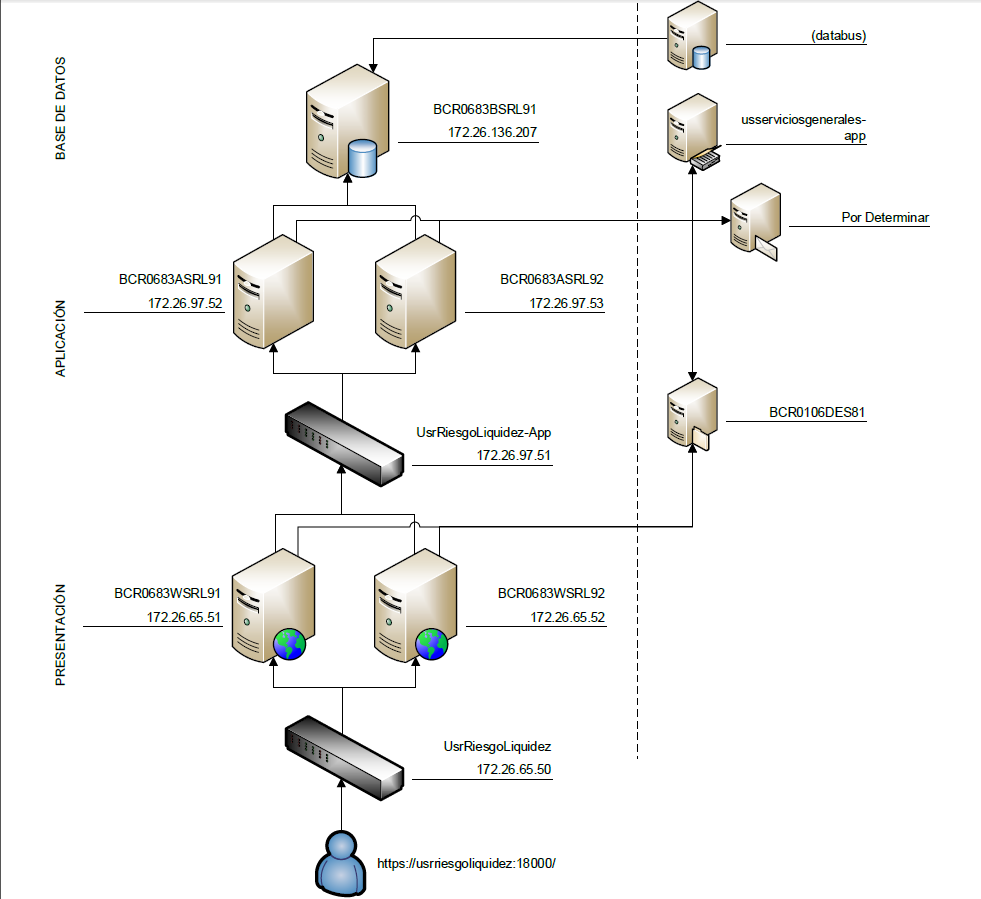 (databus)
BASE DE DATOS
BCR0683BSRL91
172.26.136.207
usserviciosgenerales-
app
Por Determinar
APLICACIÓN
BCR0683ASRL91
172.26.97.52
BCR0683ASRL92
172.26.97.53
BCR0106DES81
UsrRiesgoLiquidez-App
172.26.97.51
PRESENTACIÓN
BCR0683WSRL91
172.26.65.51
BCR0683WSRL92
172.26.65.52
UsrRiesgoLiquidez
172.26.65.50
https://usrriesgoliquidez:18000/